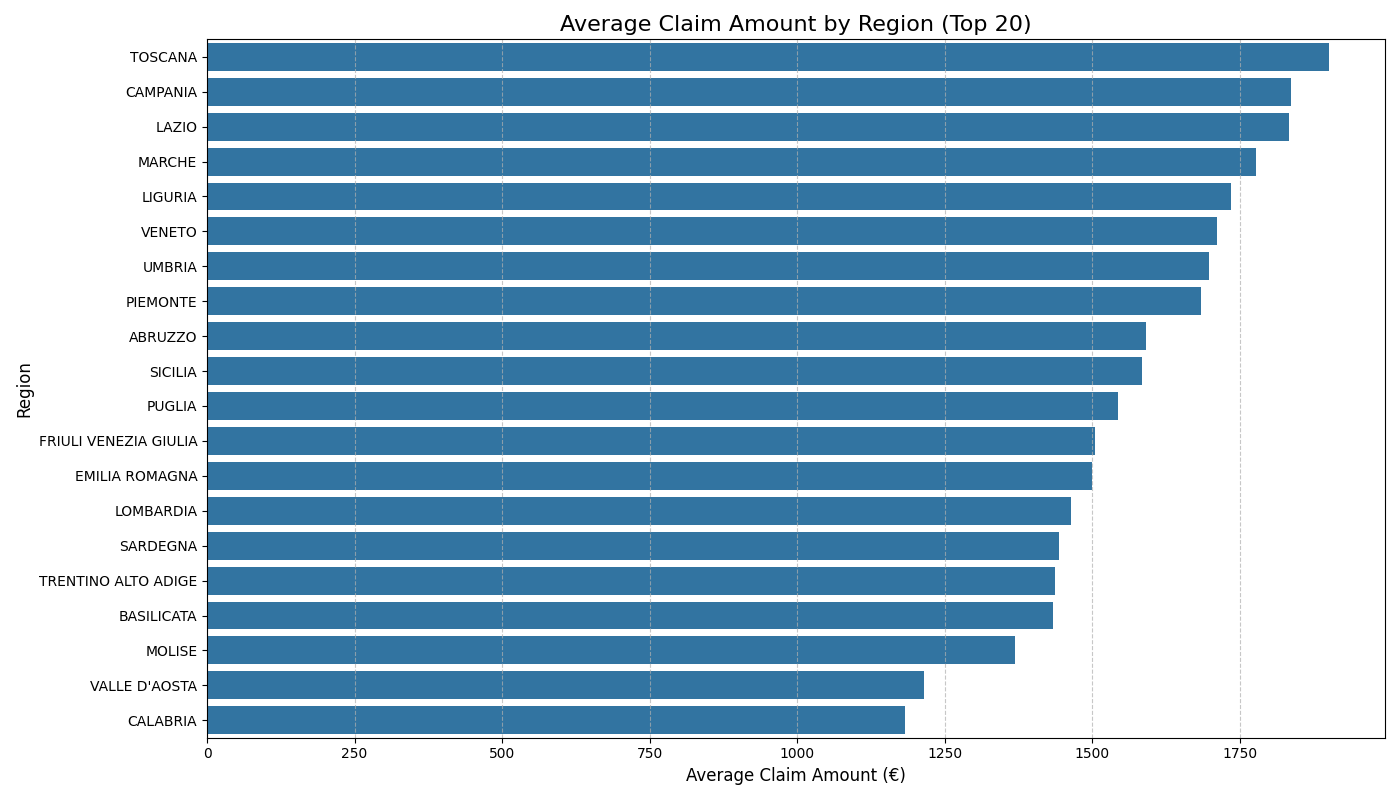 Average Claim Amount by Region (Top 20)
TOSCANA
CAMPANIA
LAZIO
MARCHE
LIGURIA
VENETO
UMBRIA
PIEMONTE
ABRUZZO
SICILIA
PUGLIA
FRIULI VENEZIA GIULIA
EMILIA ROMAGNA
LOMBARDIA
SARDEGNA
TRENTINO ALTO ADIGE
BASILICATA
MOLISE
VALLE D'AOSTA
CALABRIA
Region
0 250 500 750 1000 1250 1500 1750
Average Claim Amount (€)